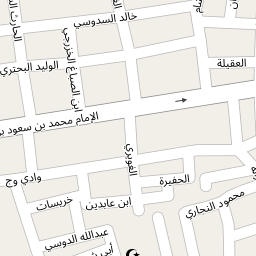 خالد السدوسي
ابن الصباغ الخزرجي
الوليد البحتري
العقيلة
الإمام محمد بن سعود بن
الغويري
وادي وج
الحفيرة
خريسات
ابن عابدين
محمود النجاري
عبدالله الدوسي